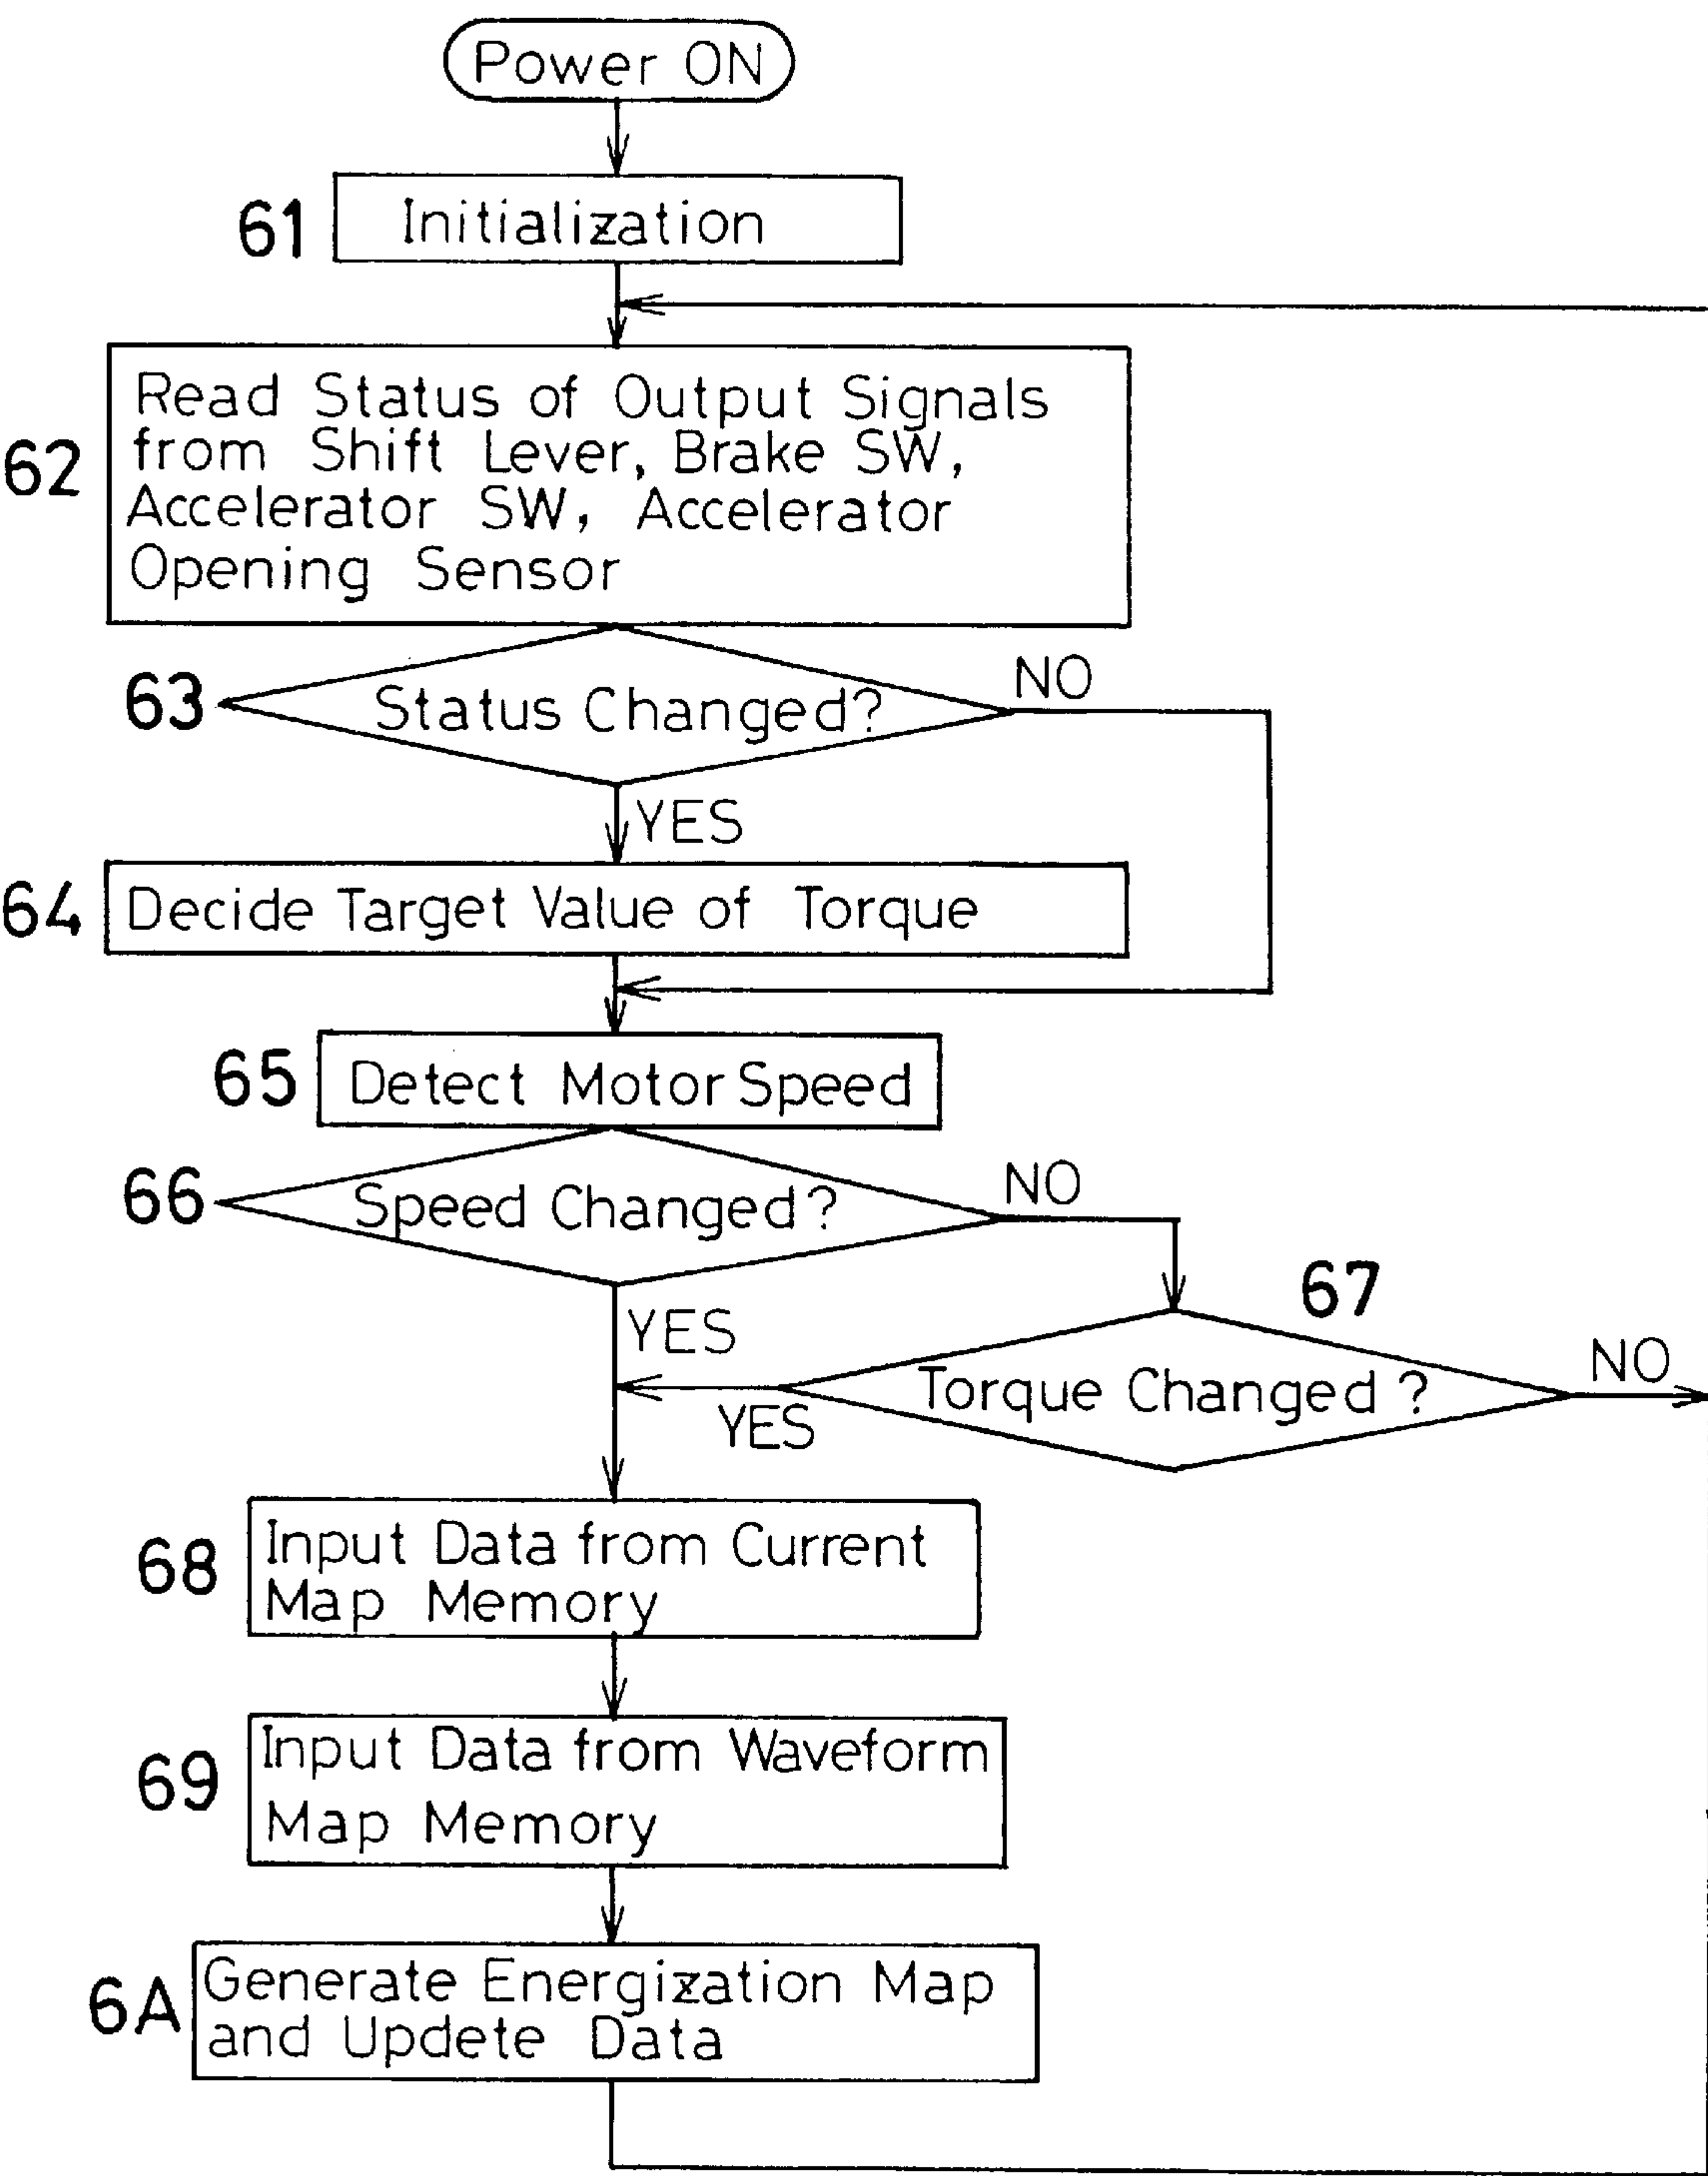 Power ON
61
Initialization
62
Read Status of Output Signals
from Shift Lever, Brake SW,
Accelerator SW, Accelerator
Opening Sensor
63
Status Changed?
NO
YES
64
Decide Target Value of Torque
65
Detect Motor Speed
66
Speed Changed?
NO
67
YES
Torque Changed?
NO
YES
68
Input Data from Current
Map Memory
69
Input Data from Waveform
Map Memory
6A
Generate Energization Map
and Updete Data